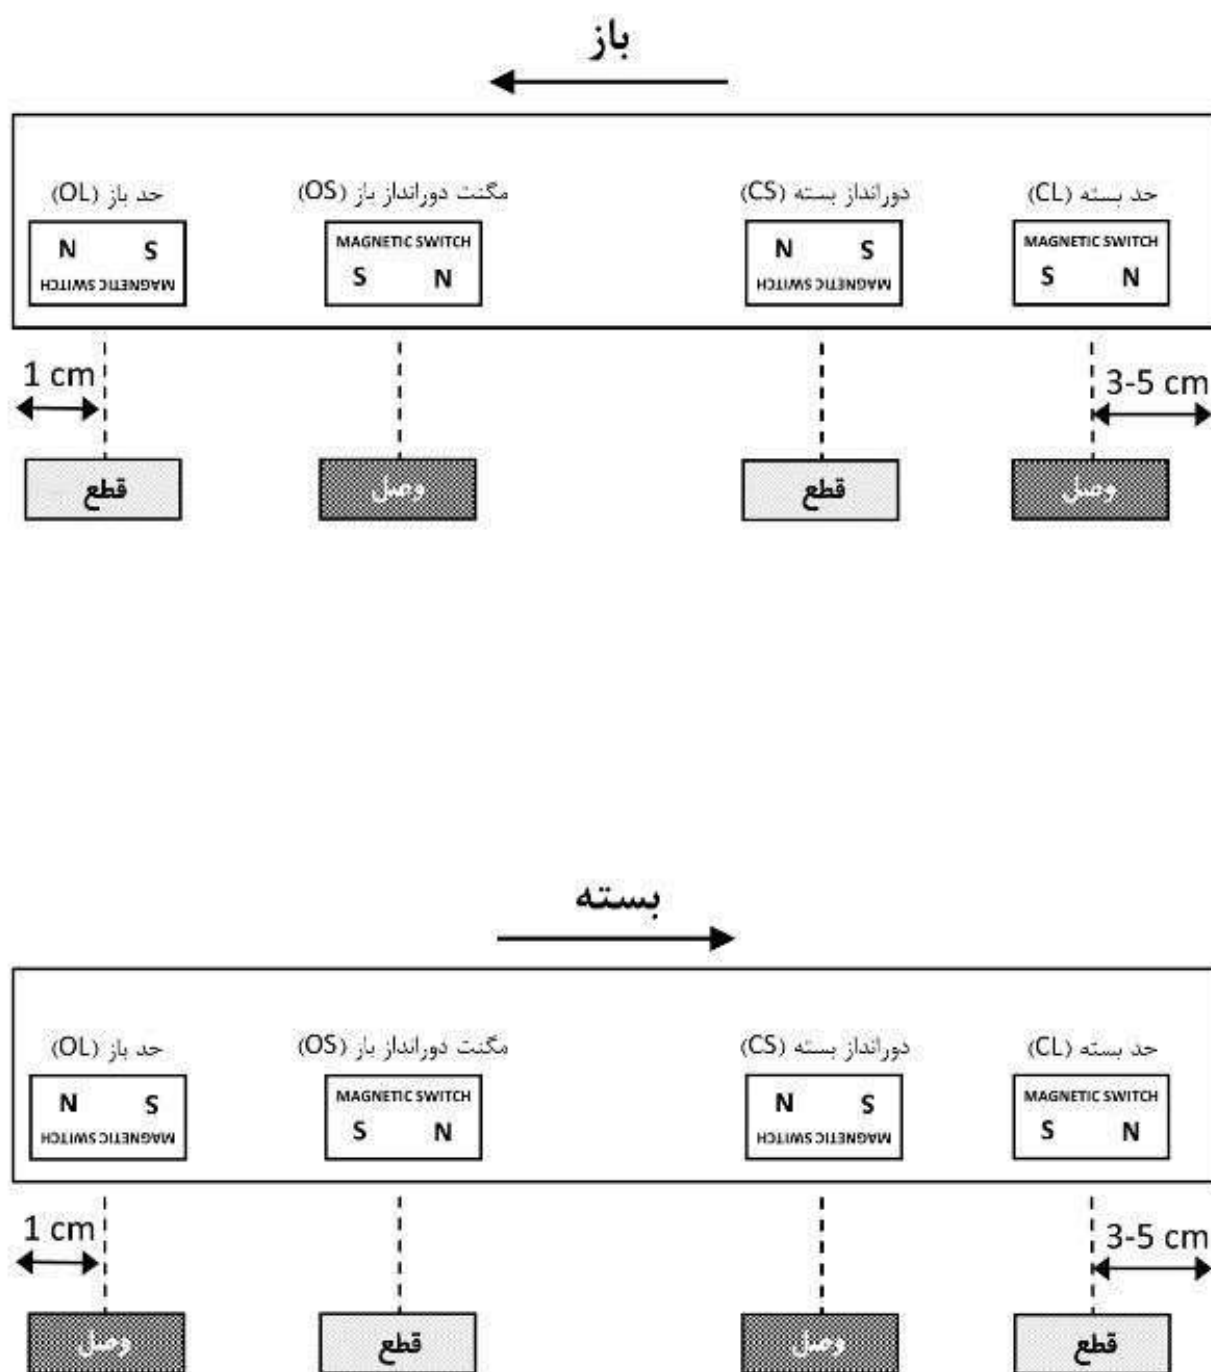 باز
حد باز (OL)
مگنت دورانداز باز (OS)
دورانداز بسته (CS)
حد بسته (CL)
N S
MAGNETIC SWITCH
MAGNETIC SWITCH
S N
N S
MAGNETIC SWITCH
MAGNETIC SWITCH
S N
1 cm
3-5 cm
قطع
وصل
قطع
وصل
بسته
حد باز (OL)
مگنت دورانداز باز (OS)
دورانداز بسته (CS)
حد بسته (CL)
N S
MAGNETIC SWITCH
MAGNETIC SWITCH
S N
N S
MAGNETIC SWITCH
MAGNETIC SWITCH
S N
1 cm
3-5 cm
وصل
قطع
وصل
قطع